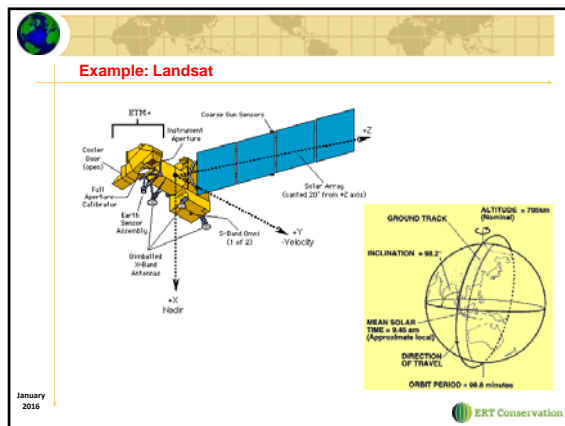 Example: Landsat
ETM+
Instrument
Aperture
Cooler
Door
(open)
Full
Aperture
Calibrator
Earth
Sensor
Assembly
Gimballed
X-Band
Antennas
Coarse Sun Sensors
+Z
Solar Array
(canted 20° from +Z axis)
S-Band Omni
(1 of 2)
+Y
-Velocity
+X
Nadir
GROUND TRACK
ALTITUDE = 705km
(Nominal)
INCLINATION = 98.2°
MEAN SOLAR
TIME = 9.45 am
(Approximate local)
DIRECTION
OF TRAVEL
ORBIT PERIOD = 98.8 minutes
January
2016
ERT Conservation